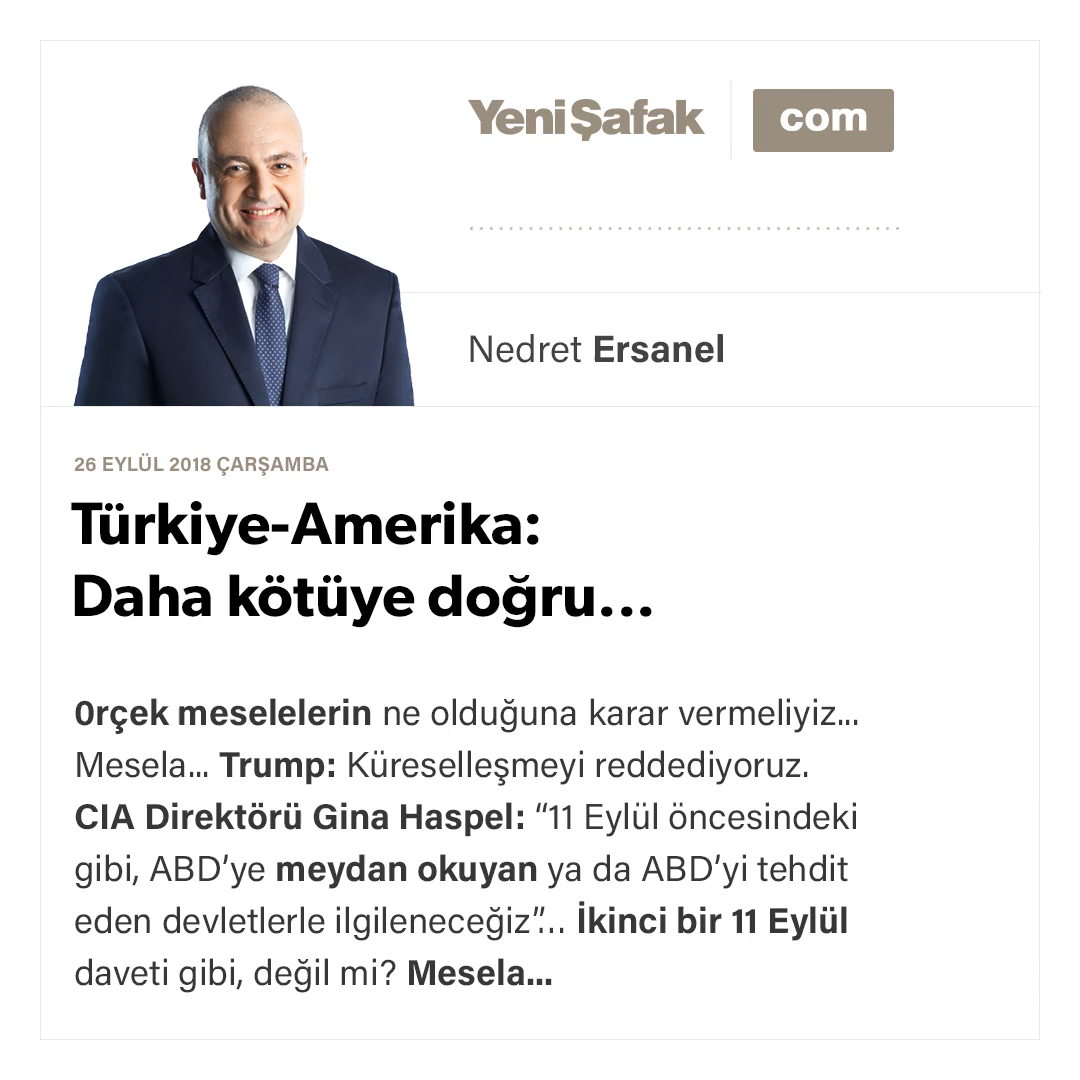 YeniŞafak com
Nedret Ersanel
26 EYLÜL 2018 ÇARŞAMBA
Türkiye-Amerika:
Daha kötüye doğru…
0rçek meselelerin ne olduğuna karar vermeliyiz...
Mesela... Trump: Küreselleşmeyi reddediyoruz.
CIA Direktörü Gina Haspel: “11 Eylül öncesindeki
gibi, ABD’ye meydan okuyan ya da ABD’yi tehdit
eden devletlerle ilgileneceğiz”… İkinci bir 11 Eylül
daveti gibi, değil mi? Mesela...